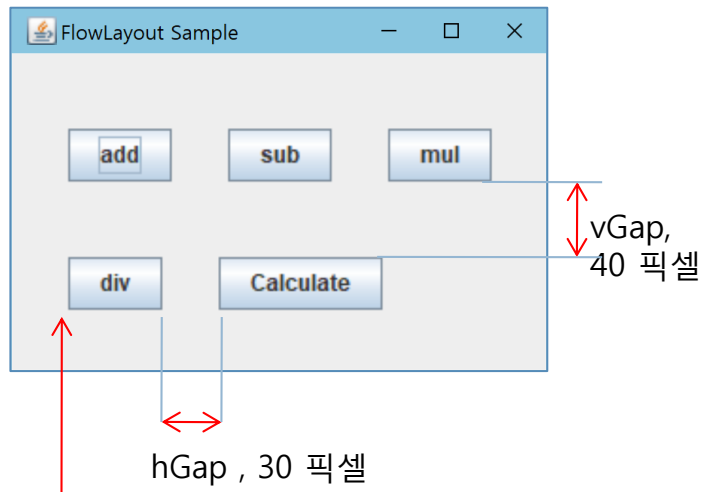 FlowLayout Sample
add
sub
mul
vGap,
40 픽셀
div
Calculate
hGap , 30 픽셀